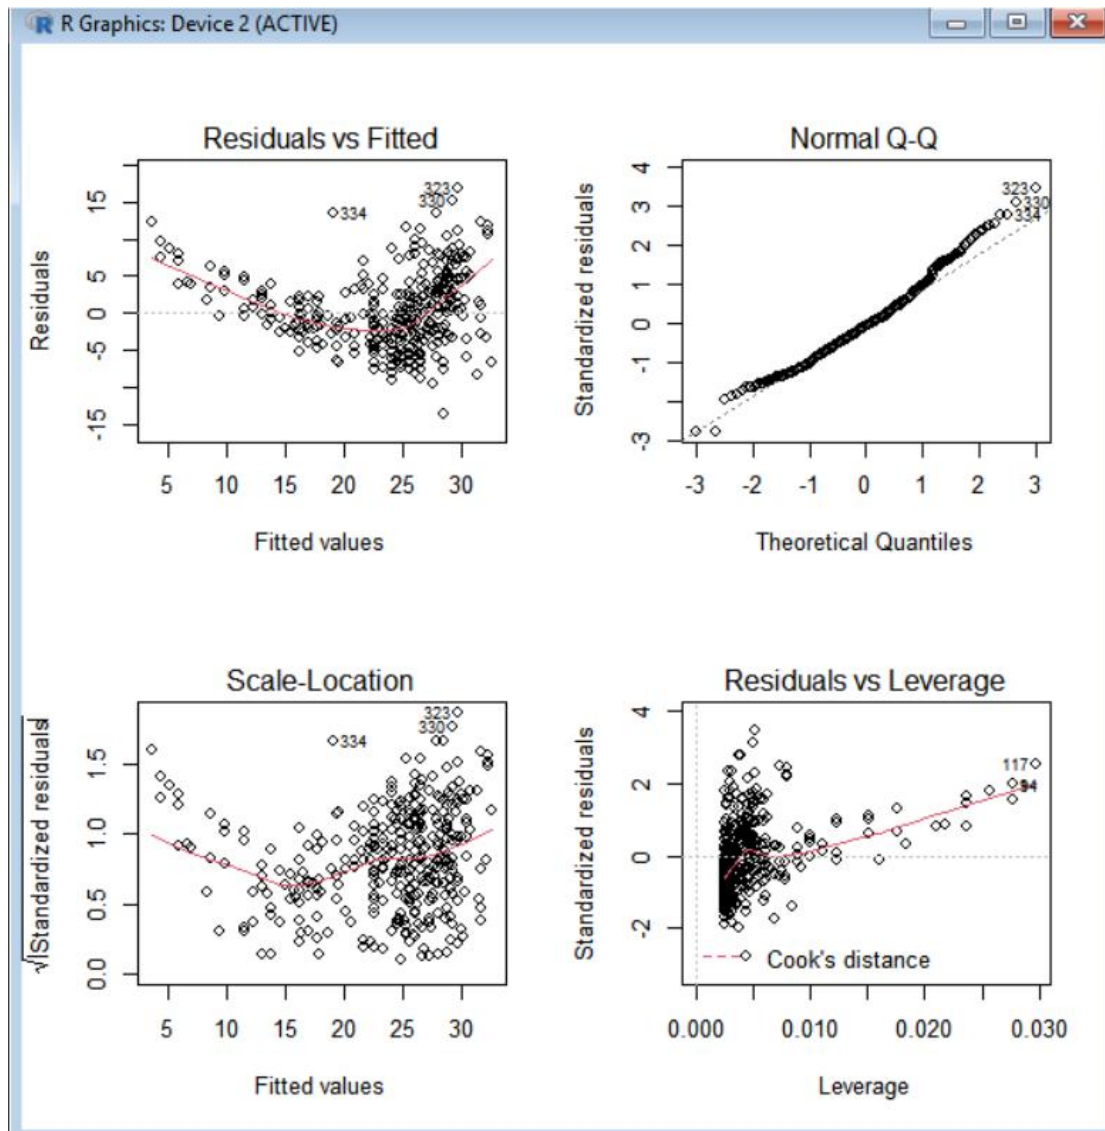 R Graphics: Device 2 (ACTIVE)
Residuals vs Fitted
Residuals
15
5
0
-5
-15
323
330
334
5 10 15 20 25 30
Fitted values
Normal Q-Q
Standardized residuals
4
3
2
1
0
-1
-3
323
330
334
-3 -2 -1 0 1 2 3
Theoretical Quantiles
Scale-Location
√|Standardized residuals|
1.5
1.0
0.5
0.0
323
330
334
5 10 15 20 25 30
Fitted values
Residuals vs Leverage
Standardized residuals
4
2
0
-2
117
94
Cook's distance
0.000 0.010 0.020 0.030
Leverage